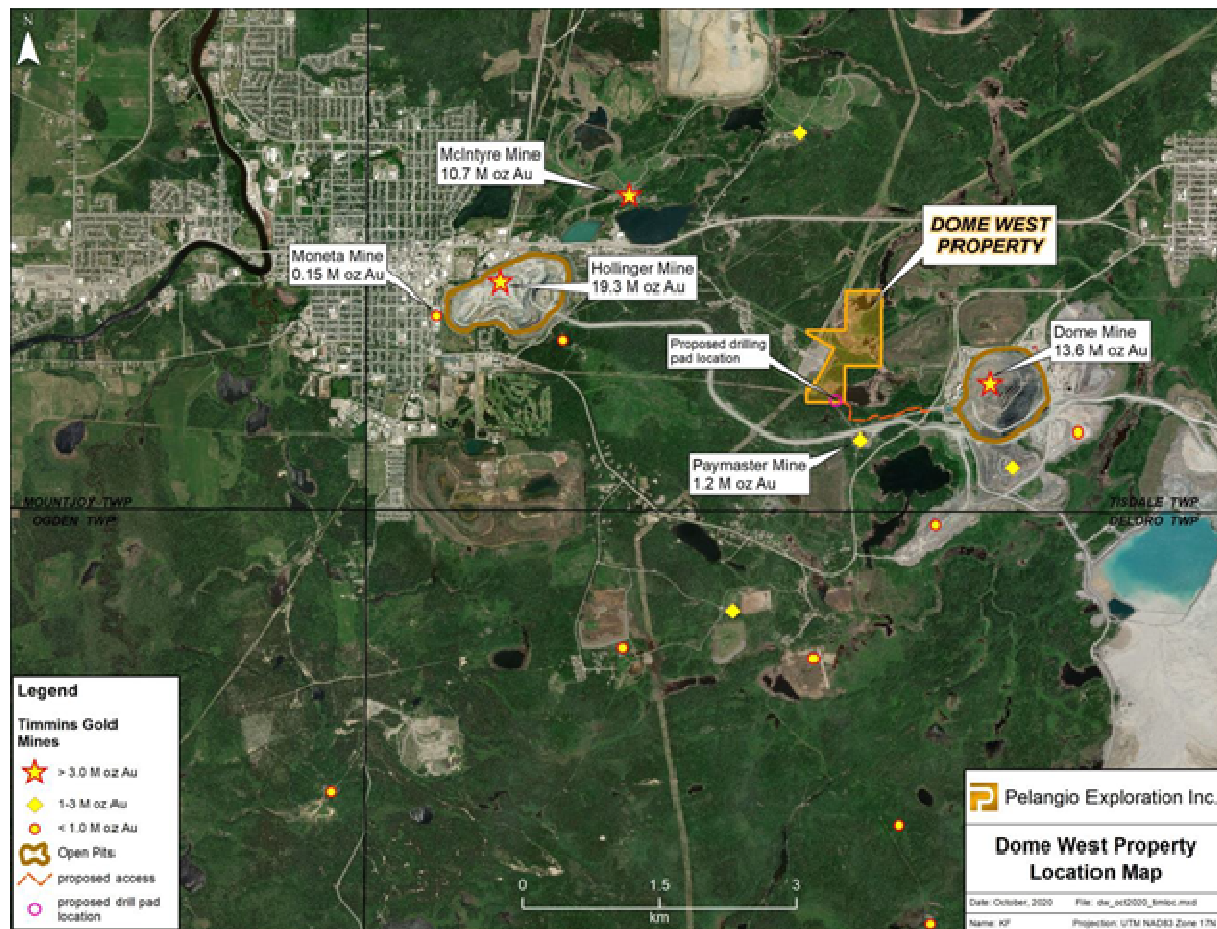 N
McIntyre Mine
10.7 M oz Au
DOME WEST
PROPERTY
Moneta Mine
0.15 M oz Au
Hollinger Mine
19.3 M oz Au
Dome Mine
13.6 M oz Au
Proposed drilling
pad location
Paymaster Mine
1.2 M oz Au
MOUNTJOY TWP
OGDEN TWP
TISDALE TWP
DELORO TWP
Legend
Timmins Gold
Mines
> 3.0 M oz Au
1-3 M oz Au
< 1.0 M oz Au
Open Pits
proposed access
proposed drill pad
location
0 1.5 3
km
Pelangio Exploration Inc.
Dome West Property
Location Map
Date: October, 2020 File: dw_oct2020_timloc.mxd
Name: KF Projection: UTM NAD83 Zone 17N